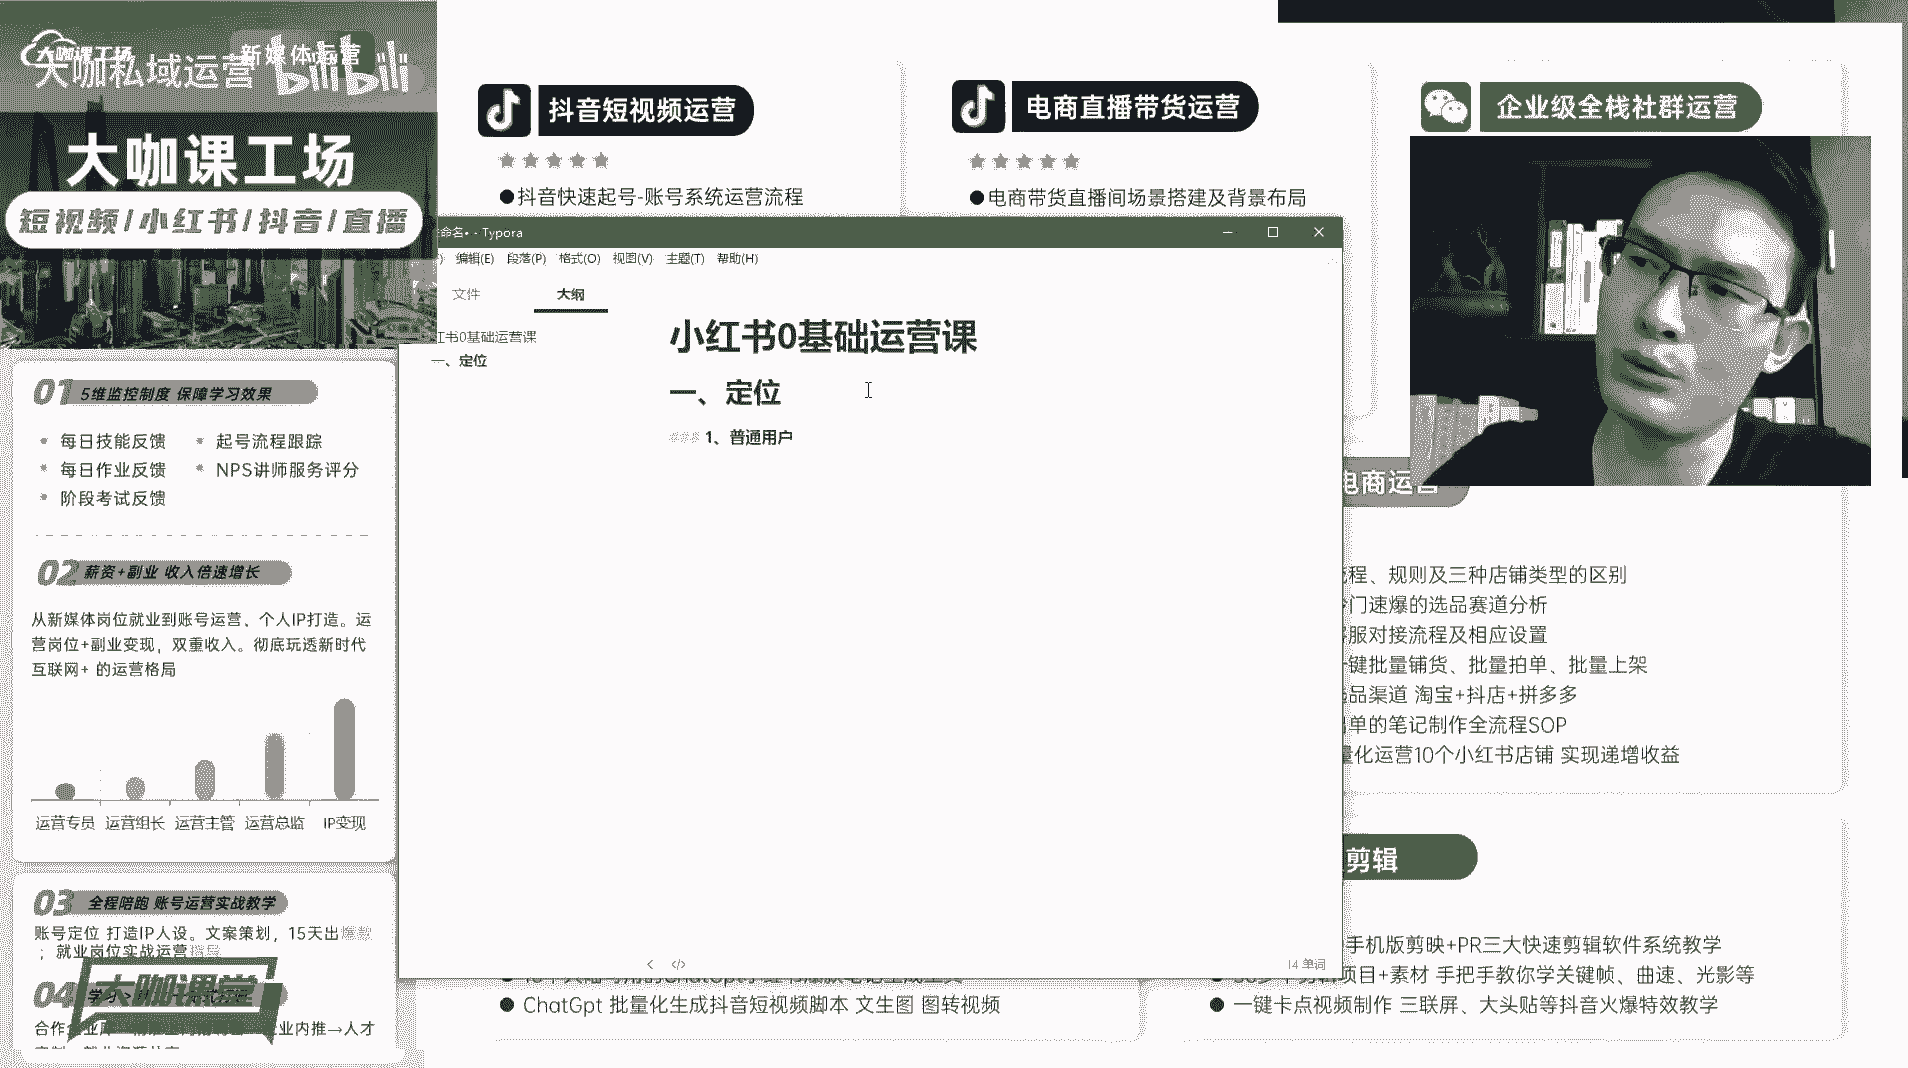 大咖课工场
新媒体运营
大咖私域运营
bilibili
大咖课工场
短视频/小红书/抖音/直播
01 5维监控制度 保障学习效果
每日技能反馈
起号流程跟踪
每日作业反馈
NPS讲师服务评分
阶段考试反馈
02 薪资+副业 收入倍速增长
从新媒体岗位就业到账号运营、个人IP打造。运
营岗位+副业变现，双重收入。彻底玩透新时代
互联网+ 的运营格局
运营专员 运营组长 运营主管 运营总监 IP变现
03 全程陪跑 账号运营实战教学
账号定位 打造IP人设。文案策划，15天出爆款
；就业岗位实战运营指导
大咖课堂
04
合作
业内推→人才
抖音短视频运营
●抖音快速起号-账号系统运营流程
电商直播带货运营
●电商带货直播间场景搭建及背景布局
企业级全栈社群运营
命名• - Typora
编辑(E) 段落(P) 格式(O) 视图(V) 主题(T) 帮助(H)
文件 大纲
红书0基础运营课
一、定位
小红书0基础运营课
一、定位
### 1、普通用户
14 单词
电商运营
程、规则及三种店铺类型的区别
门速爆的选品赛道分析
服对接流程及相应设置
键批量铺货、批量拍单、批量上架
品渠道 淘宝+抖店+拼多多
单的笔记制作全流程SOP
量化运营10个小红书店铺 实现递增收益
剪辑
手机版剪映+PR三大快速剪辑软件系统教学
项目+素材 手把手教你学关键帧、曲速、光影等
●一键卡点视频制作 三联屏、大头贴等抖音火爆特效教学
●ChatGpt 批量化生成抖音短视频脚本 文生图 图转视频